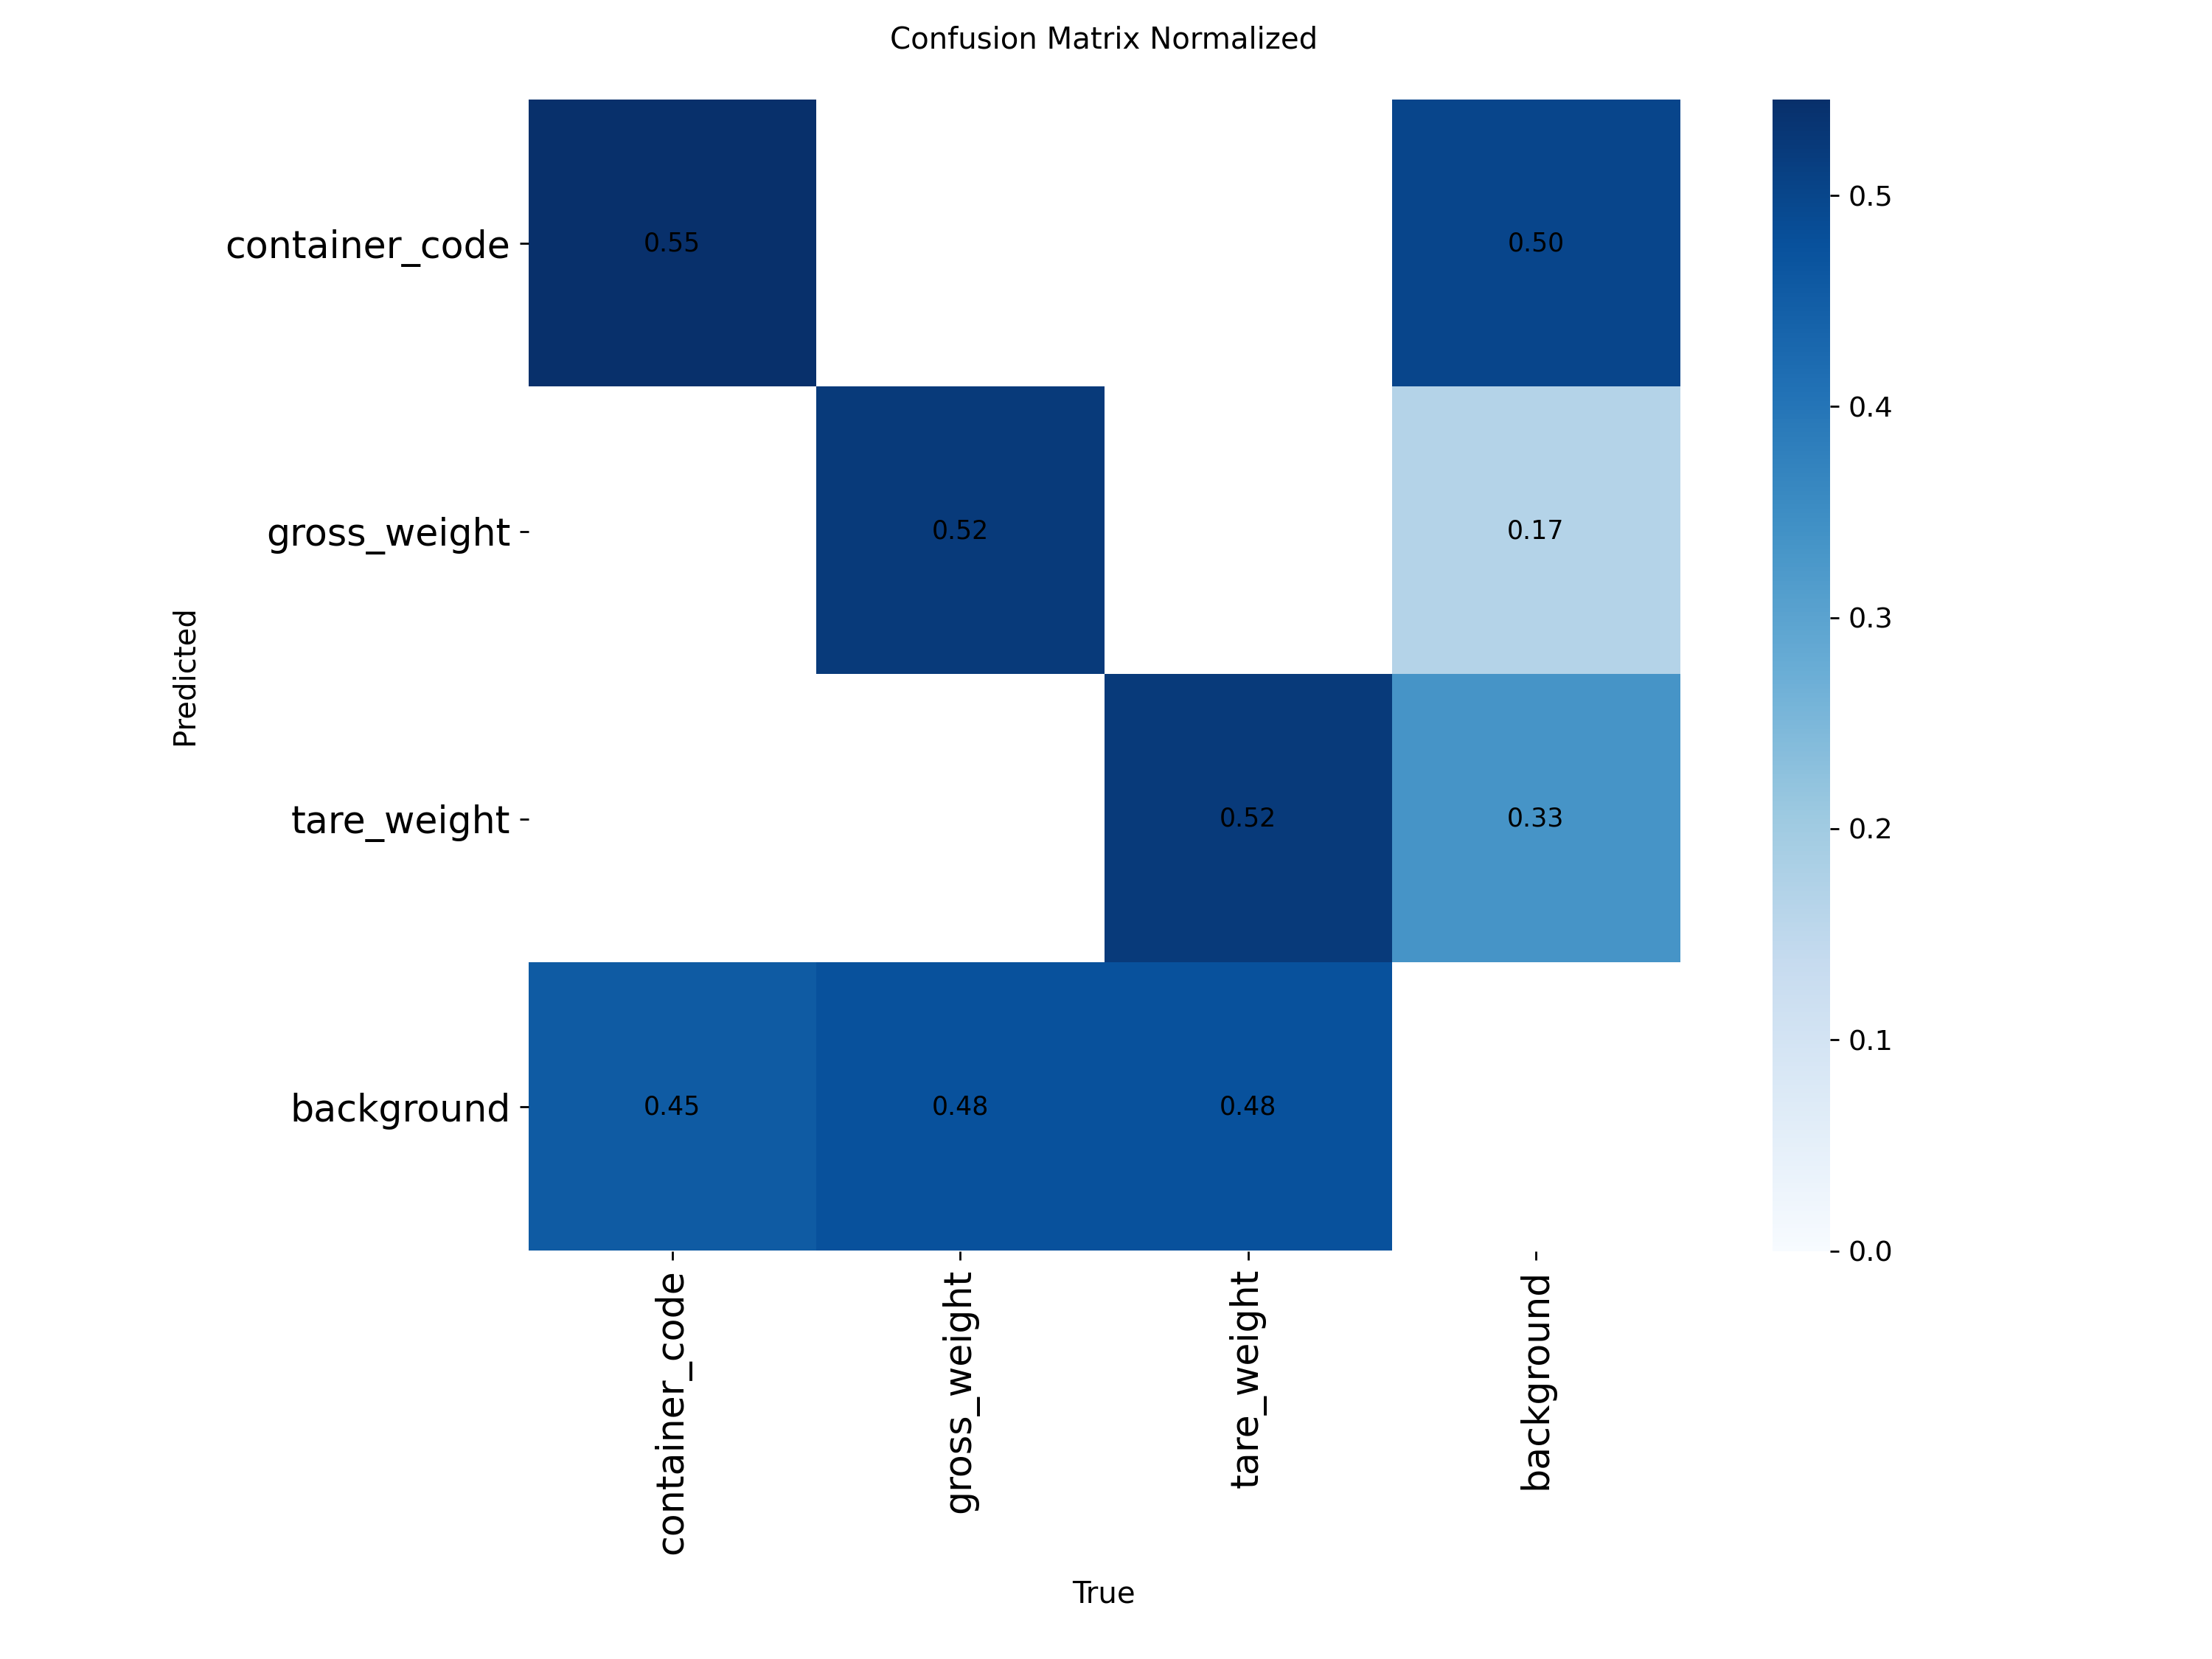 Confusion Matrix Normalized
container_code
0.55
0.50
0.5
0.4
gross_weight
0.52
0.17
0.3
Predicted
tare_weight
0.52
0.33
0.2
background
0.45
0.48
0.48
0.1
0.0
container_code
gross_weight
tare_weight
background
True